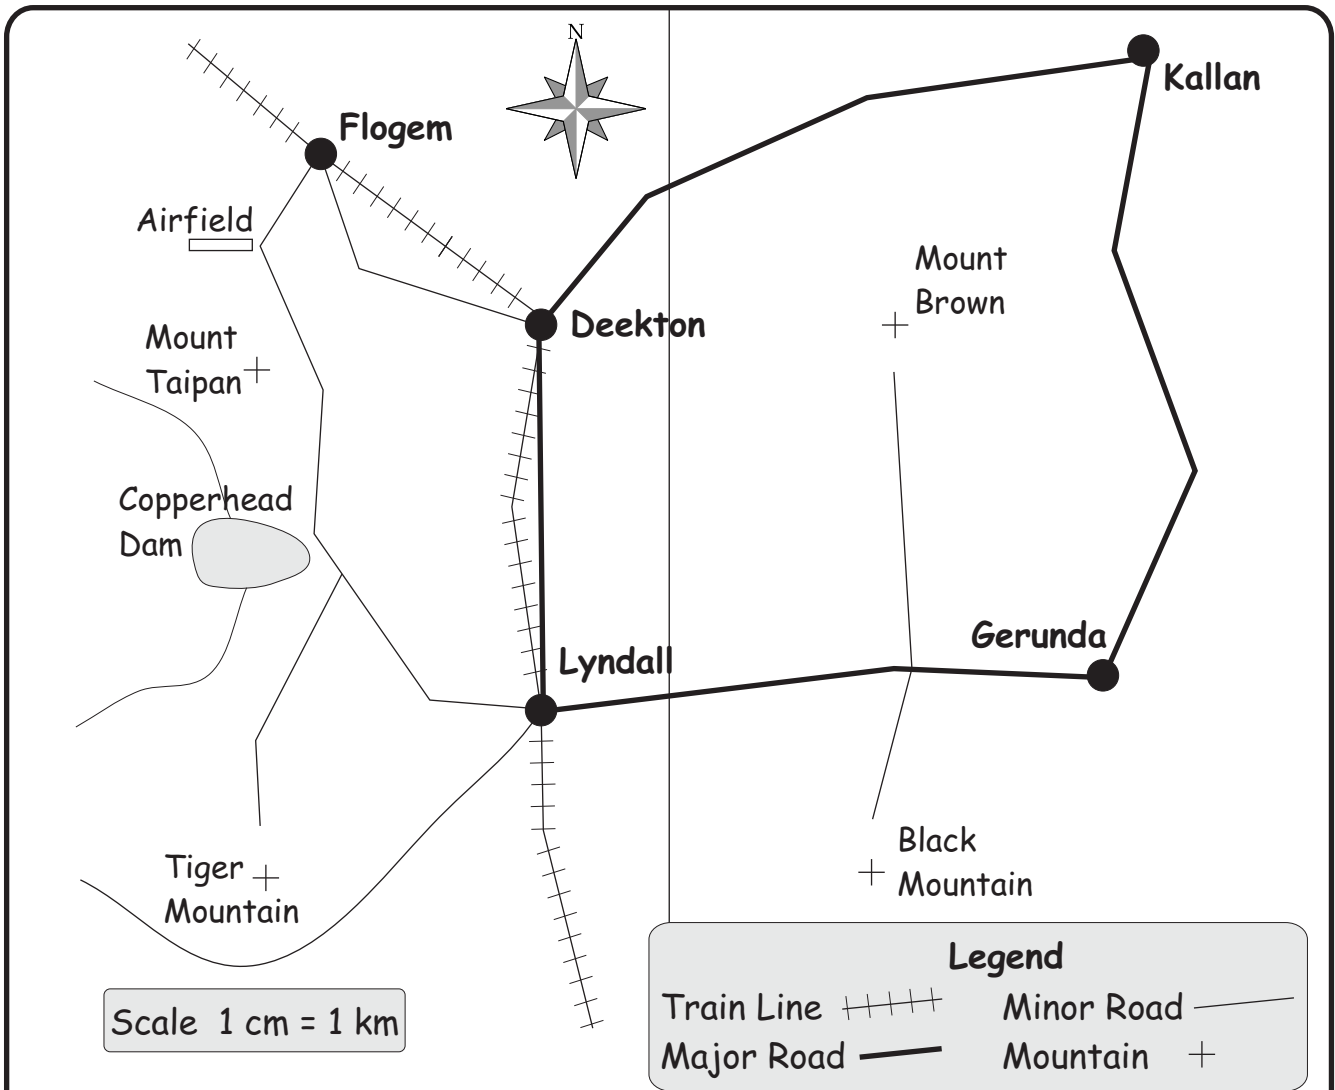 N
Kallan
Flogem
Airfield
Mount
Brown
Deekton
Mount
Taipan
Copperhead
Dam
Gerunda
Lyndall
Black
Mountain
Tiger
Mountain
Legend
Train Line
Minor Road
Major Road
Mountain
Scale 1 cm = 1 km